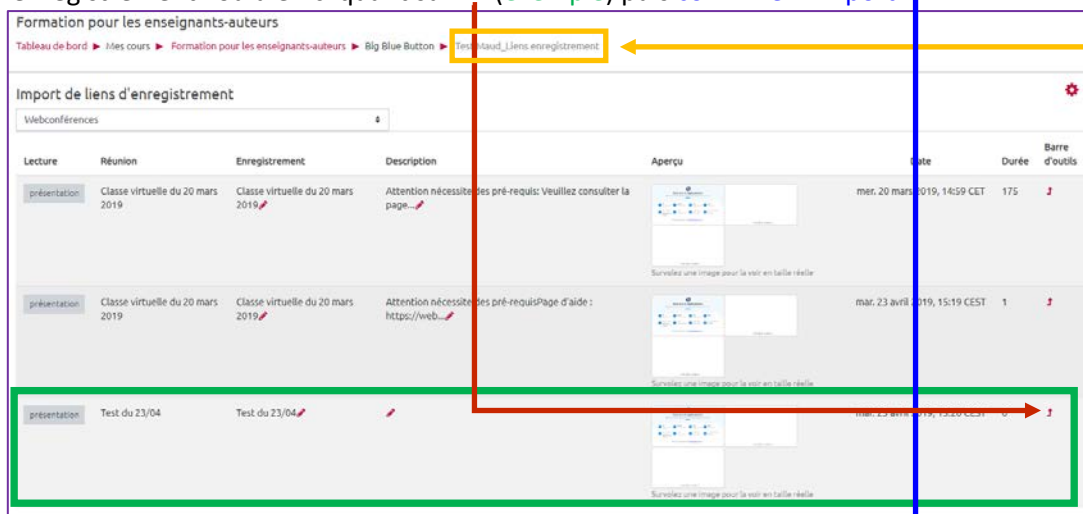 Formation pour les enseignants-auteurs
Tableau de bord ► Mes cours ► Formation pour les enseignants-auteurs ► Big Blue Button ► Test Maud_Liens enregistrement
Import de liens d'enregistrement
Webconférences
Lecture Réunion Enregistrement Description Aperçu Date Durée Barre d'outils
présentation Classe virtuelle du 20 mars 2019 Classe virtuelle du 20 mars 2019 Attention nécessite des pré-requis: Veuillez consulter la page... mer. 20 mars 2019, 14:59 CET 175
Survolez une image pour la voir en taille réelle
présentation Classe virtuelle du 20 mars 2019 Classe virtuelle du 20 mars 2019 Attention nécessite des pré-requisPage d'aide : https://web... mar. 23 avril 2019, 15:19 CEST 1
Survolez une image pour la voir en taille réelle
présentation Test du 23/04 Test du 23/04
Survolez une image pour la voir en taille réelle